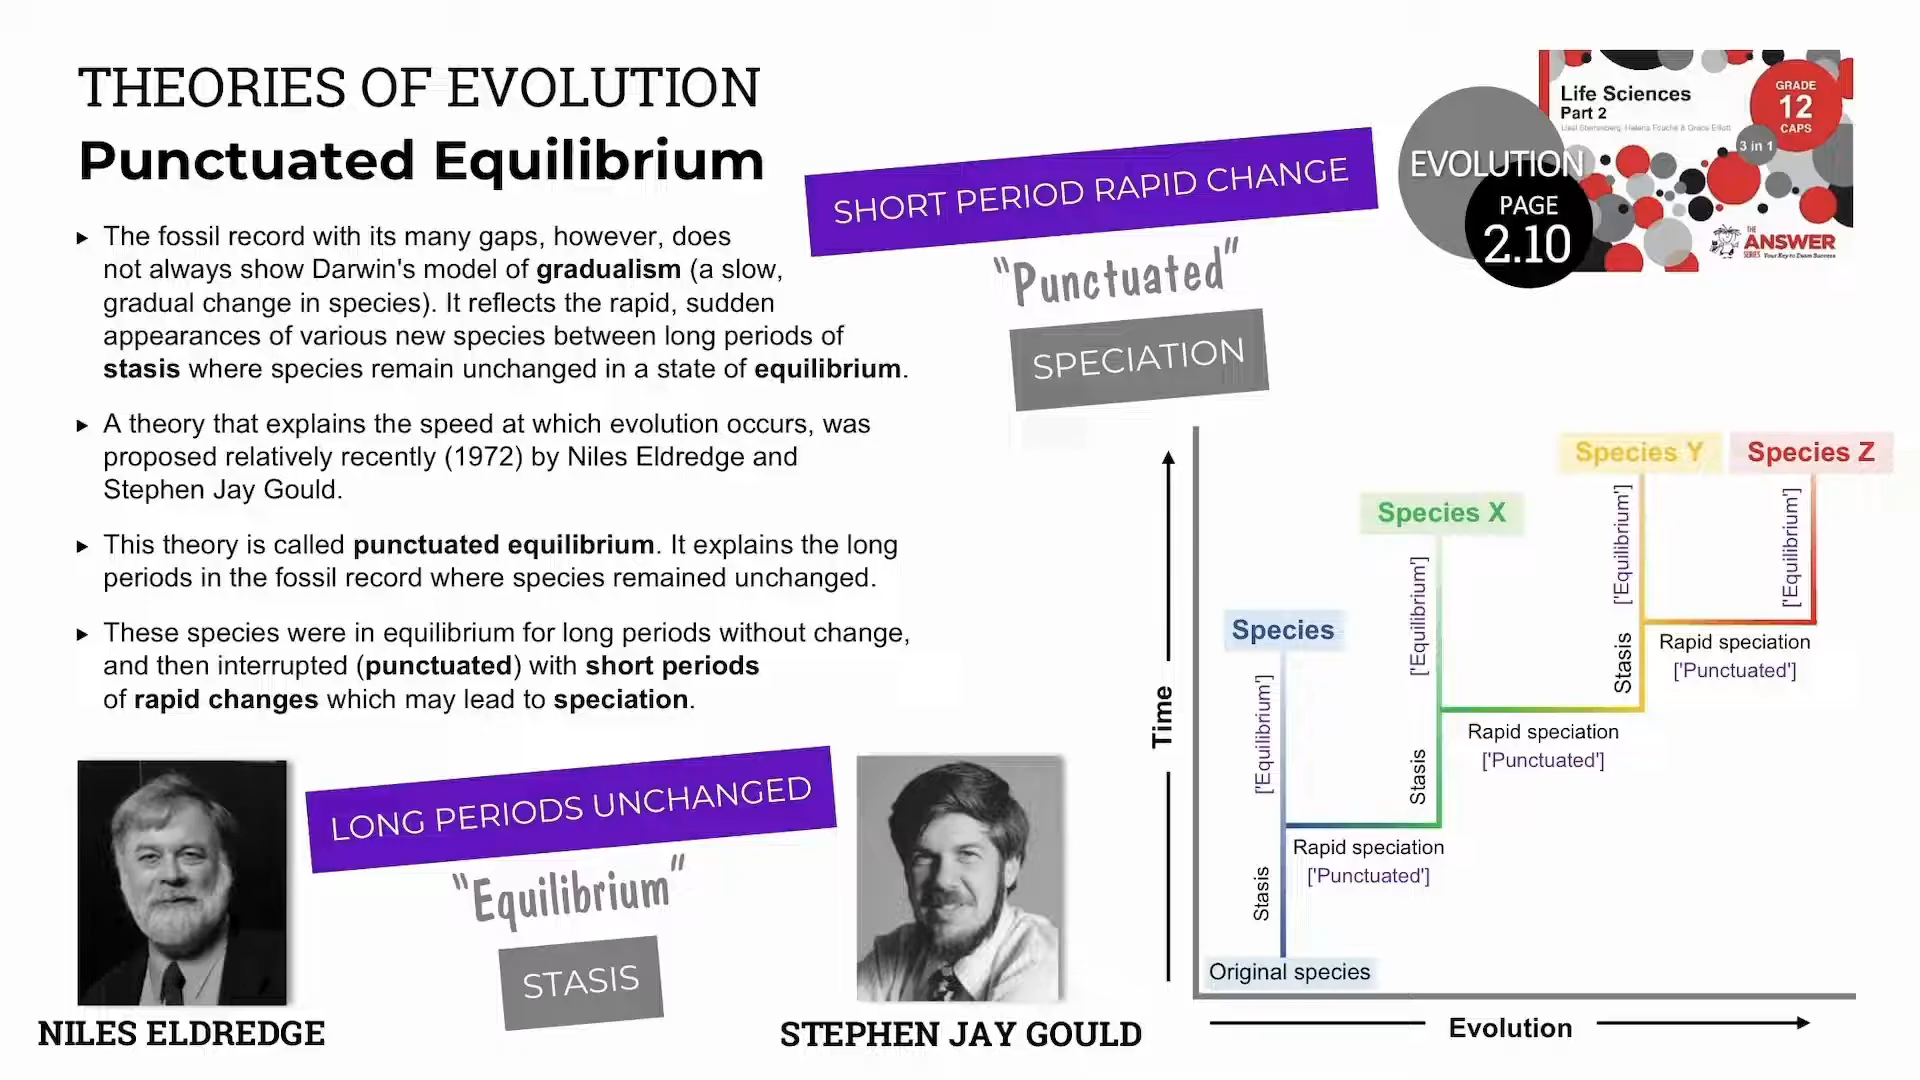 THEORIES OF EVOLUTION
Punctuated Equilibrium
The fossil record with its many gaps, however, does
not always show Darwin's model of gradualism (a slow,
gradual change in species). It reflects the rapid, sudden
appearances of various new species between long periods of
stasis where species remain unchanged in a state of equilibrium.
A theory that explains the speed at which evolution occurs, was
proposed relatively recently (1972) by Niles Eldredge and
Stephen Jay Gould.
This theory is called punctuated equilibrium. It explains the long
periods in the fossil record where species remained unchanged.
These species were in equilibrium for long periods without change,
and then interrupted (punctuated) with short periods
of rapid changes which may lead to speciation.
SHORT PERIOD RAPID CHANGE
"Punctuated"
SPECIATION
EVOLUTION
PAGE
2.10
Life Sciences
Part 2
GRADE
12
CAPS
3 in 1
THE
ANSWER
SERIES Your Key to Exam Success
NILES ELDREDGE
LONG PERIODS UNCHANGED
"Equilibrium"
STASIS
STEPHEN JAY GOULD
Time
Species
['Equilibrium']
Stasis
Original species
Rapid speciation
['Punctuated']
Species X
['Equilibrium']
Stasis
Rapid speciation
['Punctuated']
Species Y
['Equilibrium']
Stasis
Rapid speciation
['Punctuated']
Species Z
['Equilibrium']
Evolution